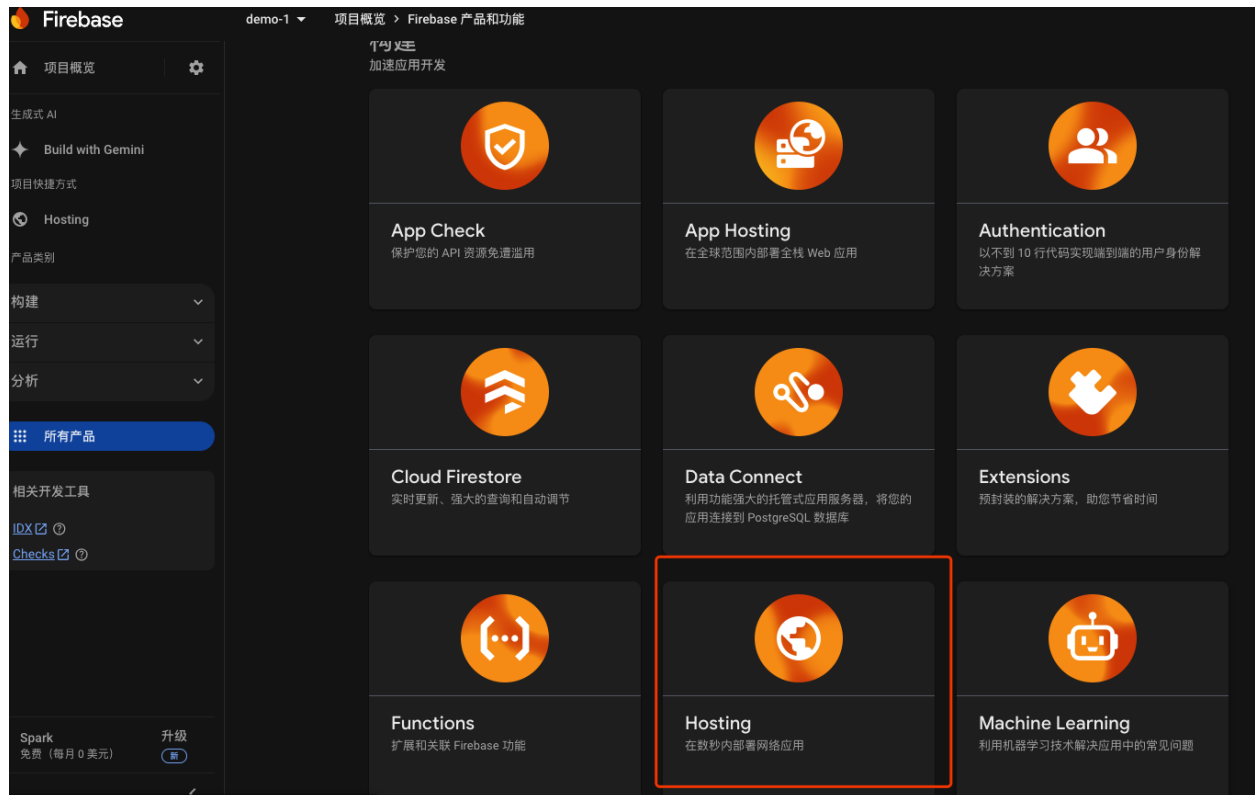 Firebase
demo-1
项目概览 > Firebase 产品和功能
项目概览
生成式 AI
Build with Gemini
项目快捷方式
Hosting
产品类别
构建
运行
分析
所有产品
相关开发工具
IDX
Checks
Spark
免费（每月 0 美元）
升级
新
构建
加速应用开发
App Check
保护您的 API 资源免遭滥用
App Hosting
在全球范围内部署全栈 Web 应用
Authentication
以不到 10 行代码实现端到端的用户身份解
决方案
Cloud Firestore
实时更新、强大的查询和自动调节
Data Connect
利用功能强大的托管式应用服务器，将您的
应用连接到 PostgreSQL 数据库
Extensions
预封装的解决方案，助您节省时间
Functions
扩展和关联 Firebase 功能
Hosting
在数秒内部署网络应用
Machine Learning
利用机器学习技术解决应用中的常见问题